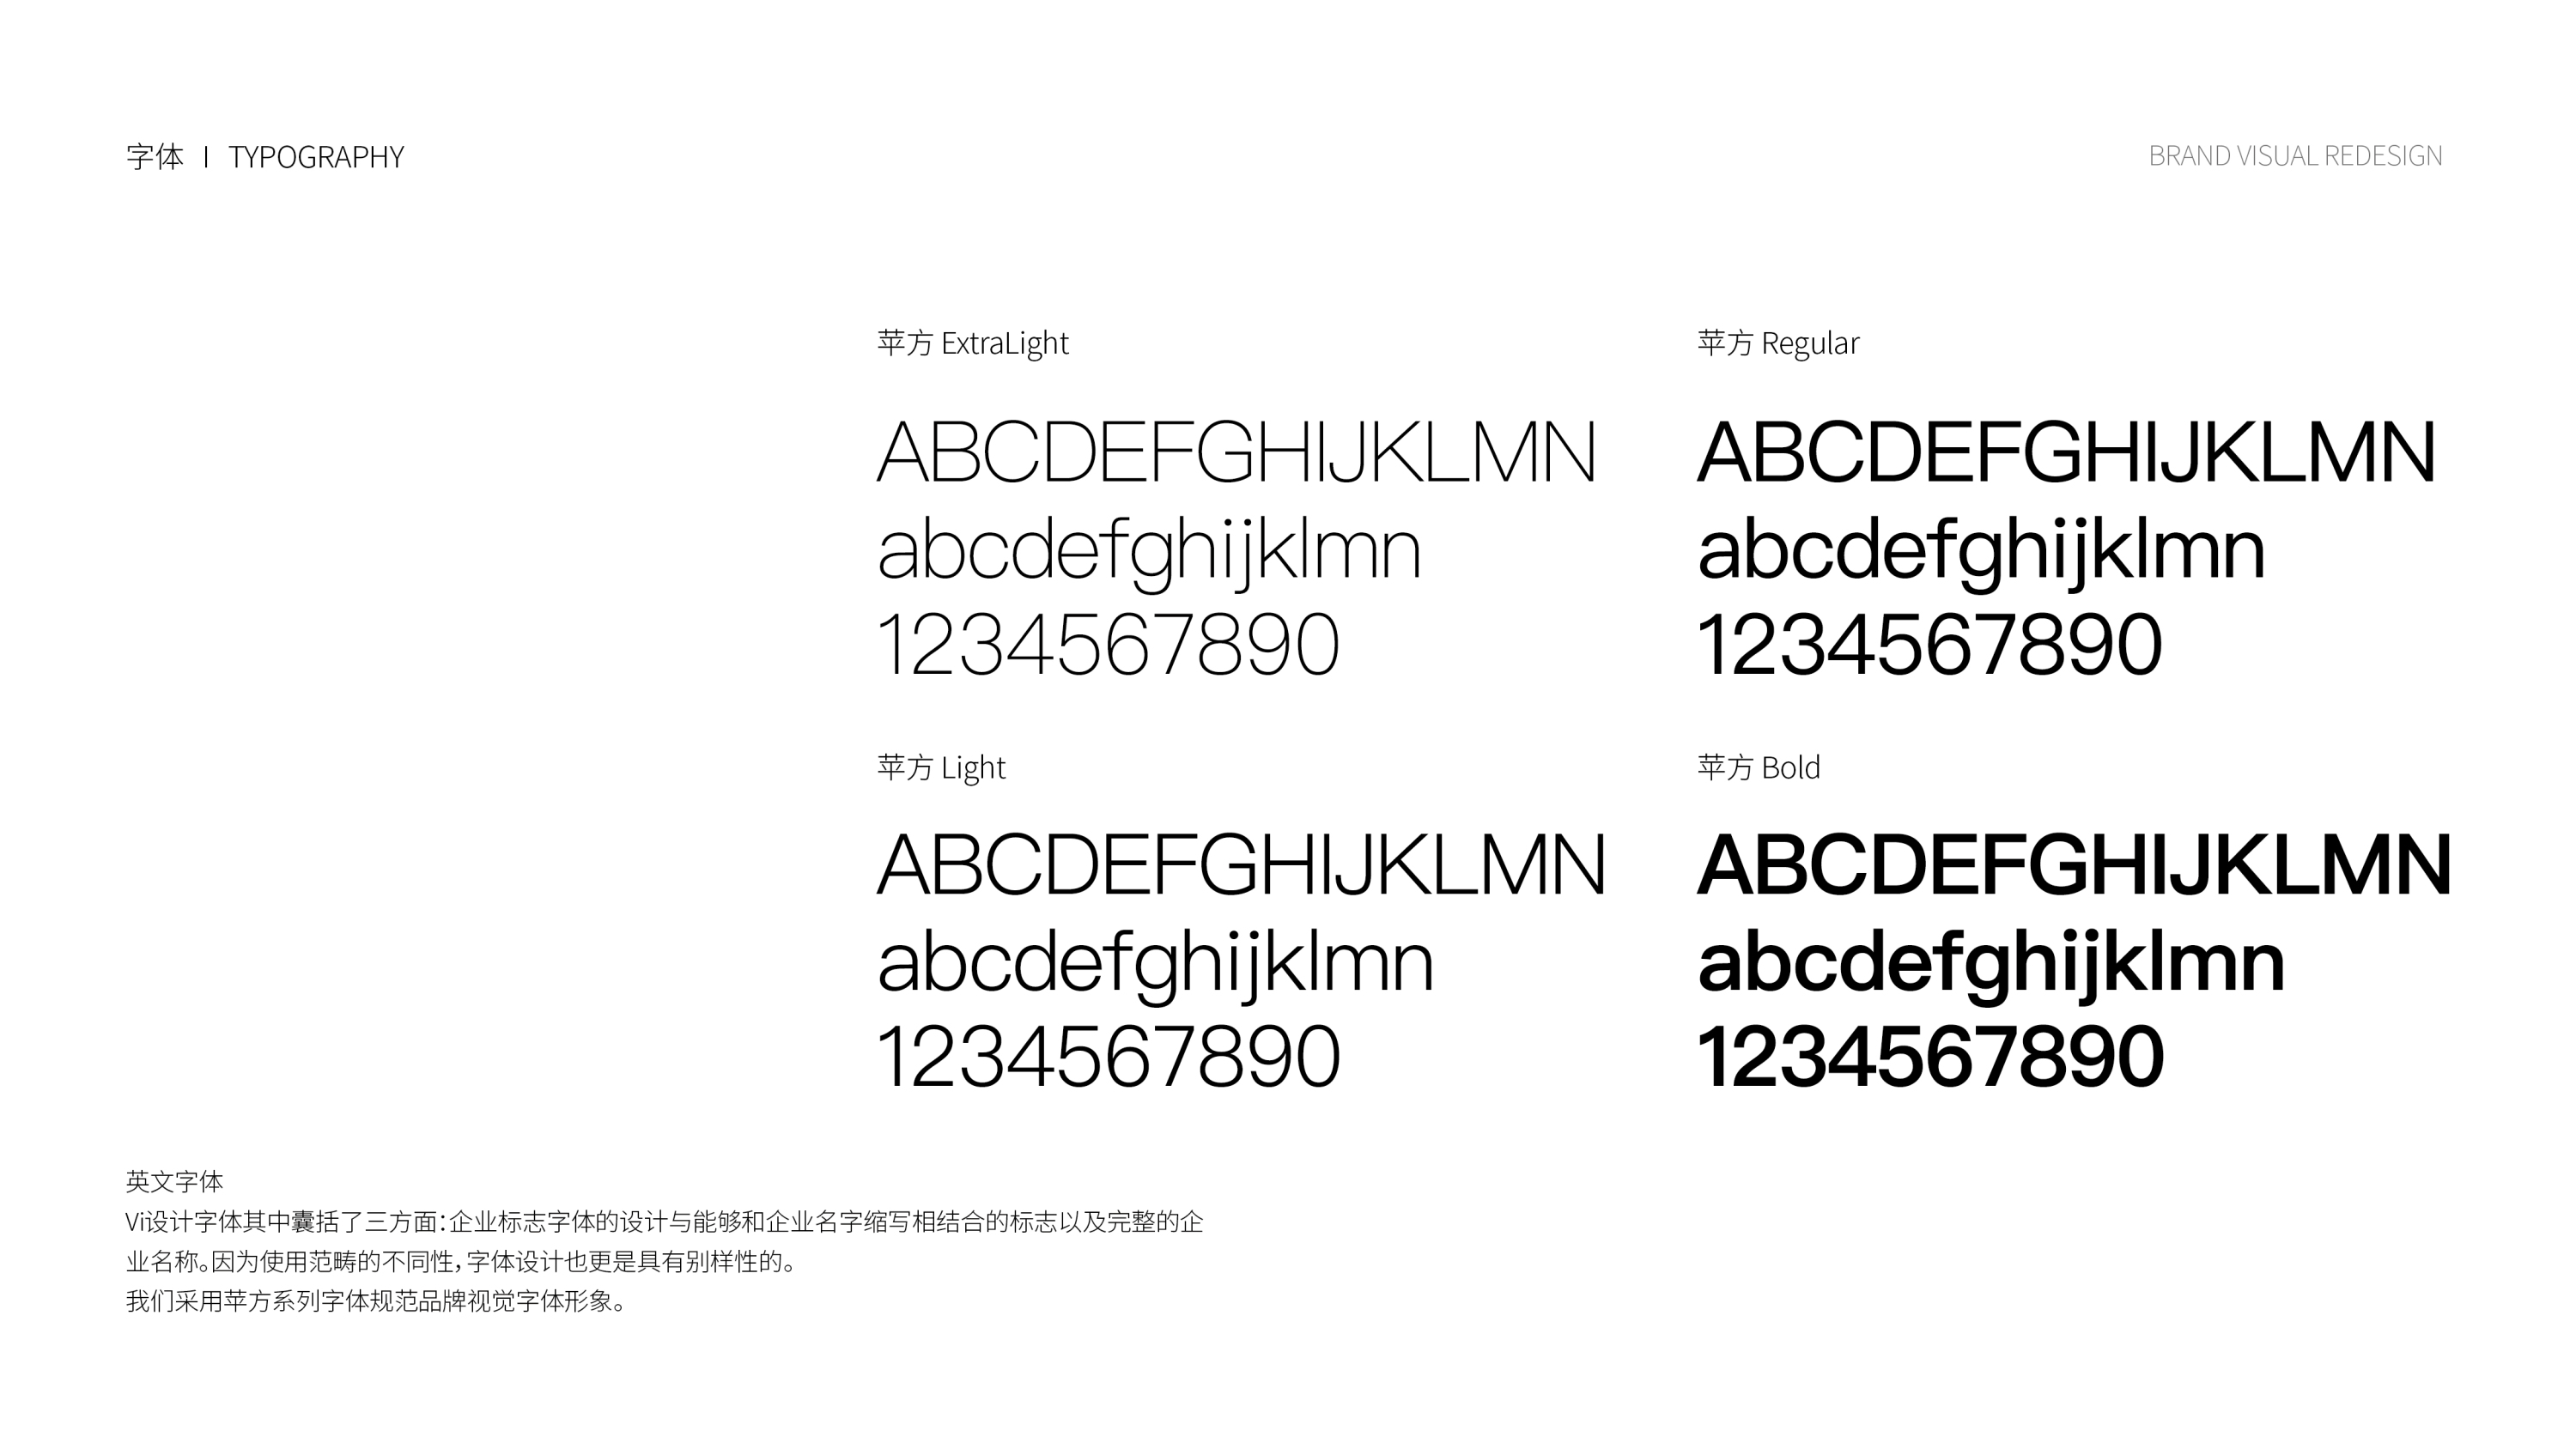 字体 | TYPOGRAPHY
BRAND VISUAL REDESIGN
苹方 ExtraLight
ABCDEFGHIJKLMN
abcdefghijklmn
1234567890
苹方 Regular
ABCDEFGHIJKLMN
abcdefghijklmn
1234567890
苹方 Light
ABCDEFGHIJKLMN
abcdefghijklmn
1234567890
苹方 Bold
ABCDEFGHIJKLMN
abcdefghijklmn
1234567890
英文字体
Vi设计字体其中囊括了三方面：企业标志字体的设计与能够和企业名字缩写相结合的标志以及完整的企
业名称。因为使用范畴的不同性，字体设计也更是具有别样性的。
我们采用苹方系列字体规范品牌视觉字体形象。